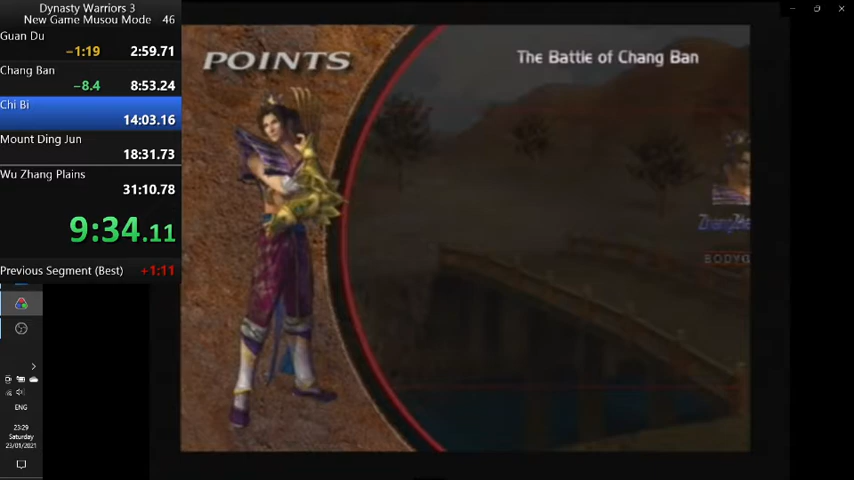 Dynasty Warriors 3
New Game Musou Mode 46
Guan Du
-1:19 2:59.71
Chang Ban
-8.4 8:53.24
Chi Bi
14:03.16
Mount Ding Jun
18:31.73
Wu Zhang Plains
31:10.78
9:34.11
Previous Segment (Best) +1:11
ENG
23:29
Saturday
23/01/2021
POINTS
The Battle of Chang Ban
BODYG